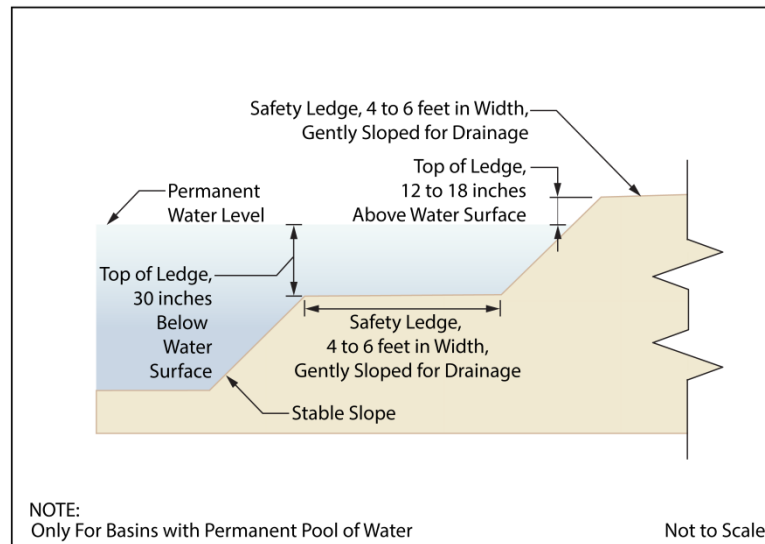 Safety Ledge, 4 to 6 feet in Width,
Gently Sloped for Drainage
Top of Ledge,
12 to 18 inches
Above Water Surface
Permanent
Water Level
Top of Ledge,
30 inches
Below
Water
Surface
Safety Ledge,
4 to 6 feet in Width,
Gently Sloped for Drainage
Stable Slope
NOTE:
Only For Basins with Permanent Pool of Water
Not to Scale